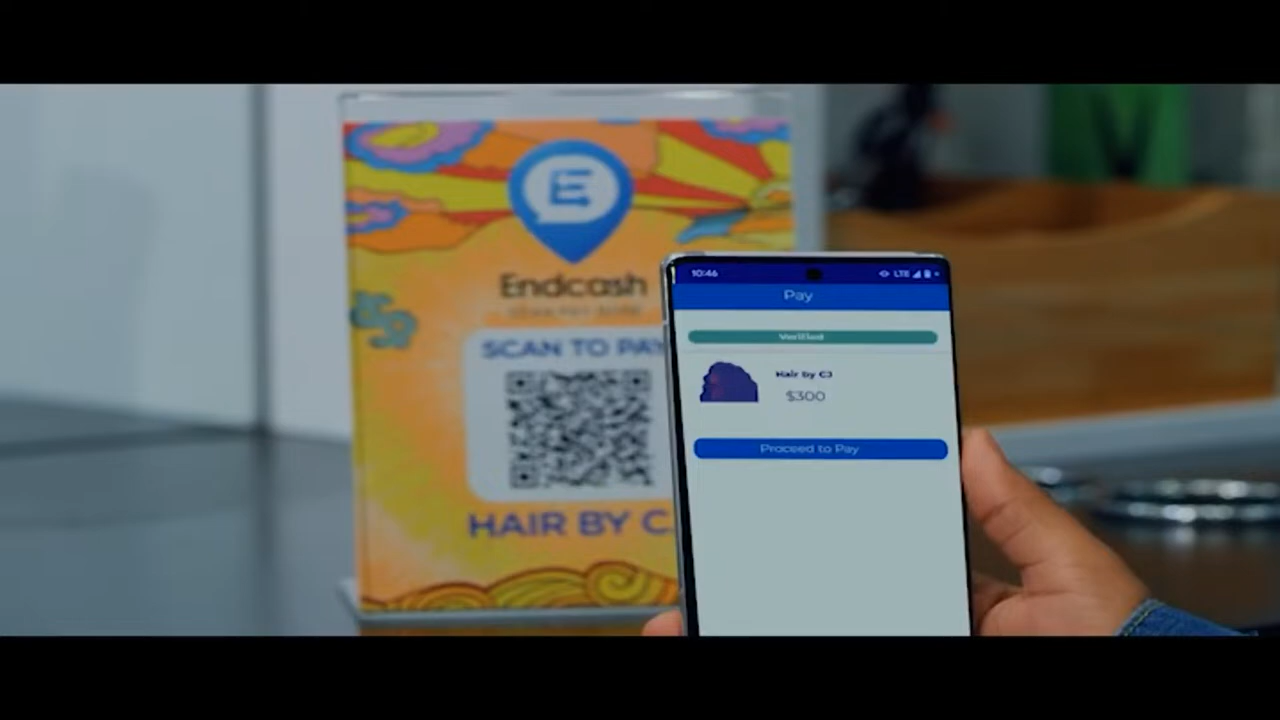 E
Endcash
SCAN TO PAY
HAIR BY C
10:46
LTE
Pay
Verified
Hair by CJ
$300
Proceed to Pay